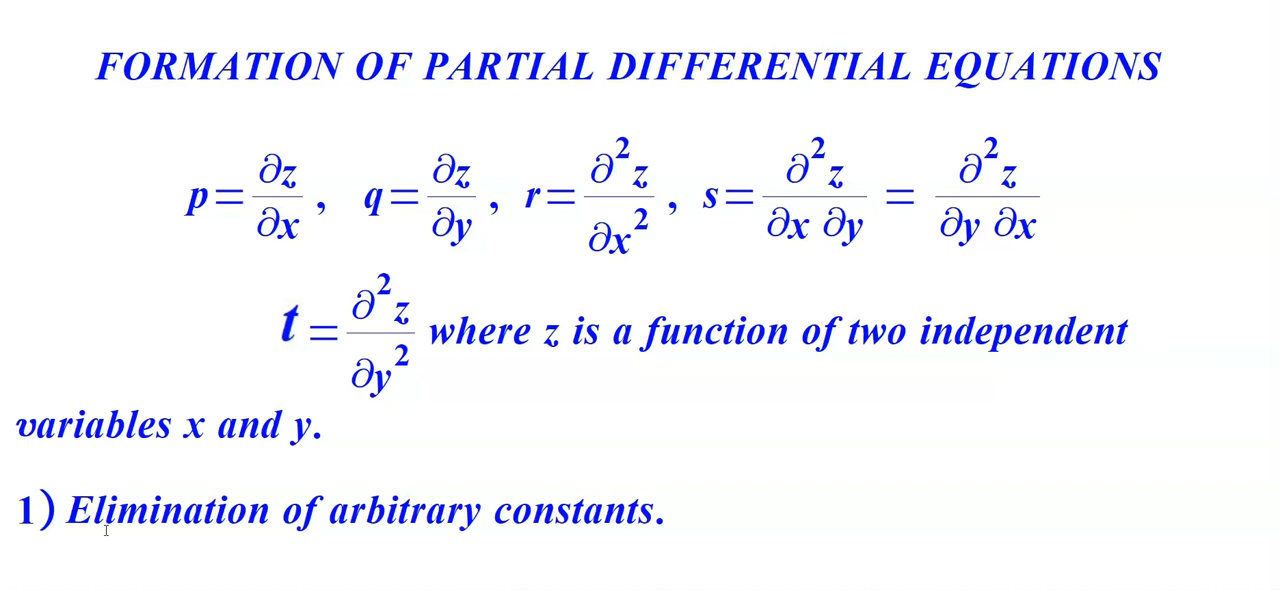 FORMATION OF PARTIAL DIFFERENTIAL EQUATIONS
p = ∂z/∂x , q = ∂z/∂y , r = ∂²z/∂x² , s = ∂²z/∂x ∂y = ∂²z/∂y ∂x
t = ∂²z/∂y² where z is a function of two independent
variables x and y.
1) Elimination of arbitrary constants.